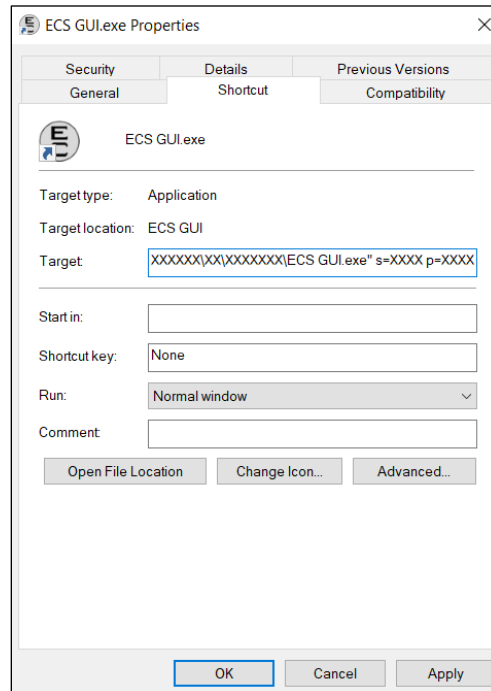 ECS GUI.exe Properties
Security Details Previous Versions
General Shortcut Compatibility
ECS GUI.exe
Target type: Application
Target location: ECS GUI
Target: XXXXXX\XX\XXXXXXX\ECS GUI.exe" s=XXXX p=XXXX
Start in:
Shortcut key: None
Run: Normal window
Comment:
Open File Location Change Icon... Advanced...
OK Cancel Apply